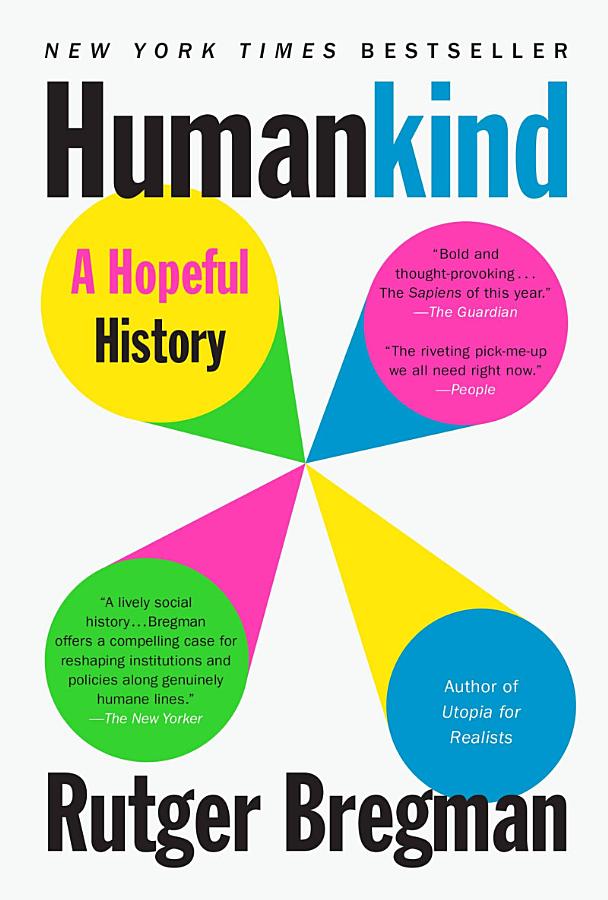 NEW YORK TIMES BESTSELLER
Humankind
A Hopeful
History
“Bold and
thought-provoking...
The Sapiens of this year.”
—The Guardian
“The riveting pick-me-up
we all need right now.”
—People
“A lively social
history...Bregman
offers a compelling case for
reshaping institutions and
policies along genuinely
humane lines.”
—The New Yorker
Author of
Utopia for
Realists
Rutger Bregman